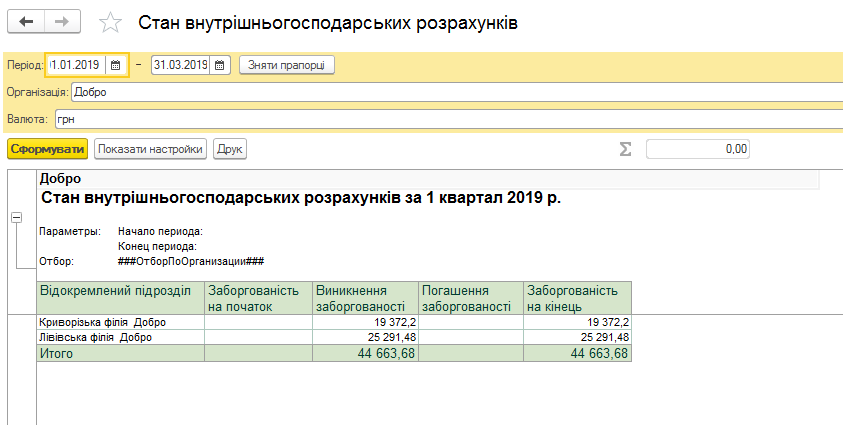 Стан внутрішньогосподарських розрахунків
Період: 01.01.2019 – 31.03.2019 Зняти прапорці
Організація: Добро
Валюта: грн
Сформувати Показати настройки Друк Σ 0,00
Добро
Стан внутрішньогосподарських розрахунків за 1 квартал 2019 р.
Параметры: Начало периода:
Конец периода:
Отбор: ###ОтборПоОрганизации###
Відокремлений підрозділ Заборгованість на початок Виникнення заборгованості Погашення заборгованості Заборгованість на кінець
Криворізька філія Добро 19 372,2 19 372,2
Лівівська філія Добро 25 291,48 25 291,48
Итого 44 663,68 44 663,68